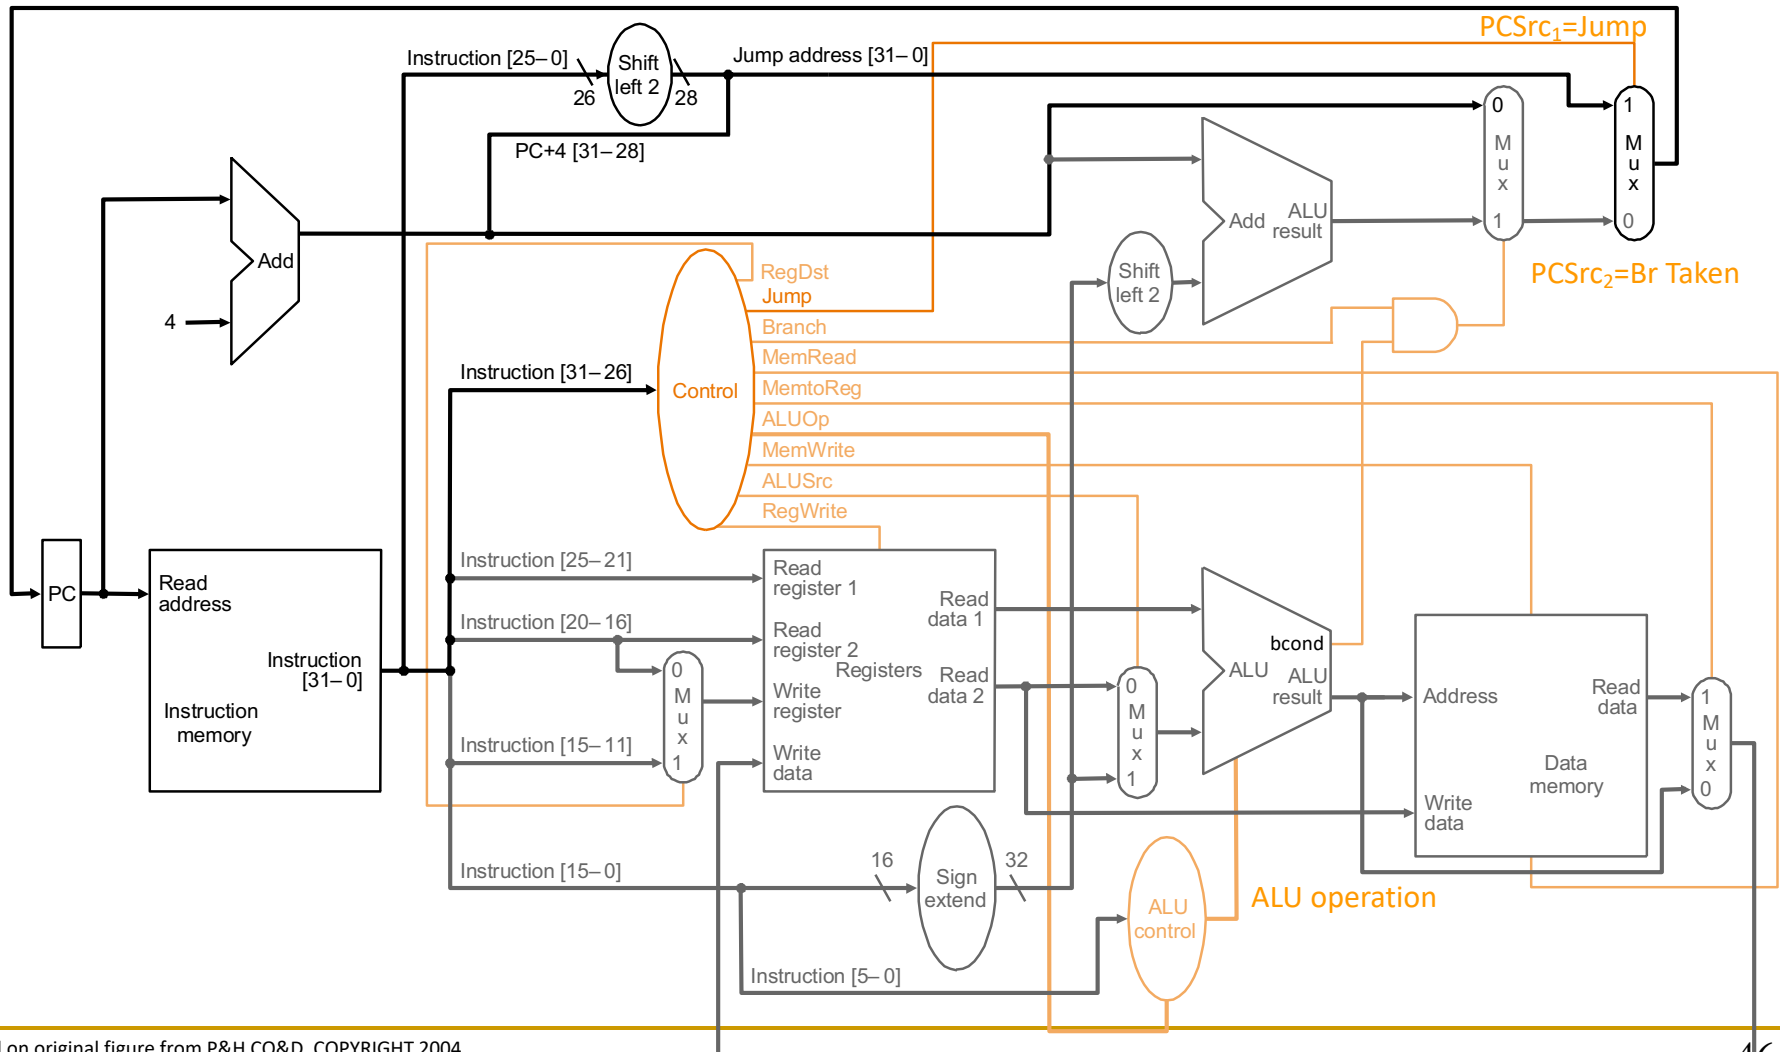 PCSrc1=Jump
Instruction [25–0]
Shift
left 2
Jump address [31–0]
26
28
PC+4 [31–28]
0
M
u
x
1
1
M
u
x
0
Add
ALU
result
Add
4
Shift
left 2
PCSrc2=Br Taken
RegDst
Jump
Branch
MemRead
MemtoReg
ALUOp
MemWrite
ALUSrc
RegWrite
Instruction [31–26]
Control
PC
Read
address
Instruction
[31–0]
Instruction
memory
Instruction [25–21]
Instruction [20–16]
0
M
u
x
1
Instruction [15–11]
Read
register 1
Read
register 2
Registers
Write
register
Write
data
Read
data 1
Read
data 2
0
M
u
x
1
bcond
ALU
ALU
result
Address
Read
data
Data
memory
Write
data
1
M
u
x
0
Instruction [15–0]
16
Sign
extend
32
ALU
control
ALU operation
Instruction [5–0]
on original figure from P&H CO&D, COPYRIGHT 2004
46